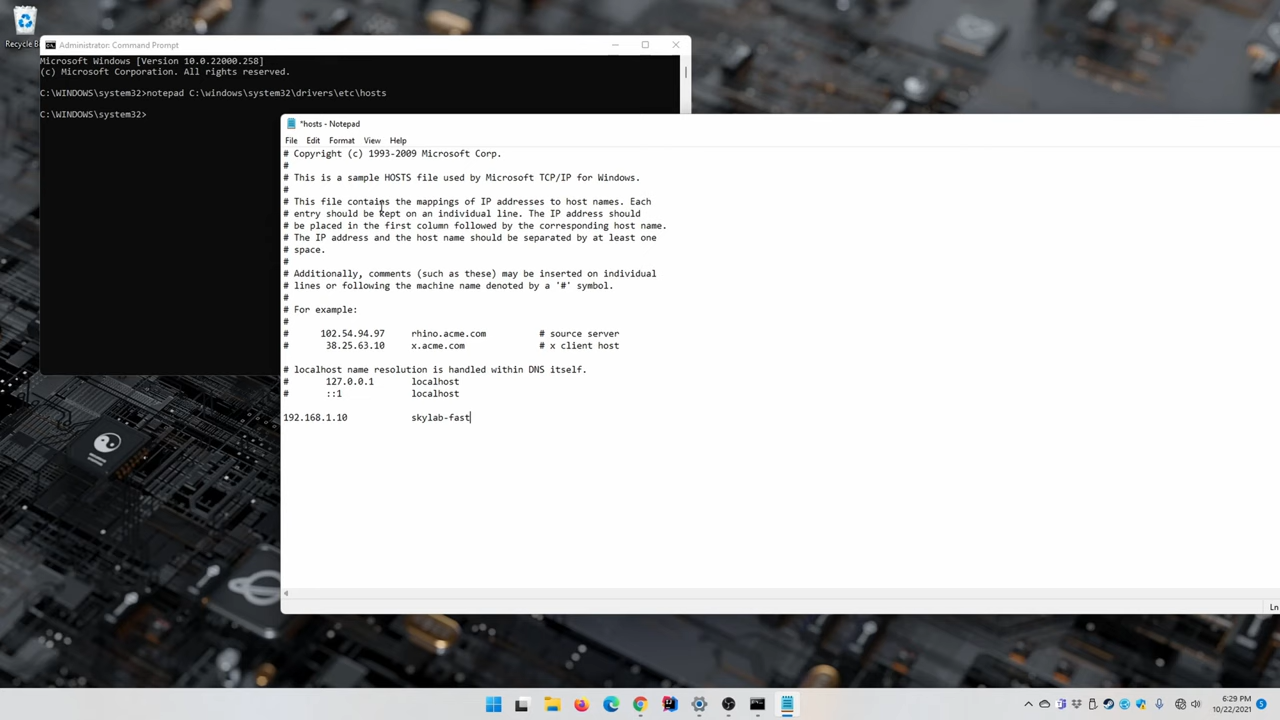 Recycle B
Administrator: Command Prompt
Microsoft Windows [Version 10.0.22000.258]
(c) Microsoft Corporation. All rights reserved.
C:\WINDOWS\system32>notepad C:\windows\system32\drivers\etc\hosts
C:\WINDOWS\system32>
*hosts - Notepad
File Edit Format View Help
# Copyright (c) 1993-2009 Microsoft Corp.
#
# This is a sample HOSTS file used by Microsoft TCP/IP for Windows.
#
# This file contains the mappings of IP addresses to host names. Each
# entry should be kept on an individual line. The IP address should
# be placed in the first column followed by the corresponding host name.
# The IP address and the host name should be separated by at least one
# space.
#
# Additionally, comments (such as these) may be inserted on individual
# lines or following the machine name denoted by a '#' symbol.
#
# For example:
#
# 102.54.94.97 rhino.acme.com # source server
# 38.25.63.10 x.acme.com # x client host
# localhost name resolution is handled within DNS itself.
# 127.0.0.1 localhost
# ::1 localhost
192.168.1.10 skylab-fast
Ln
6:29 PM
10/22/2021
5